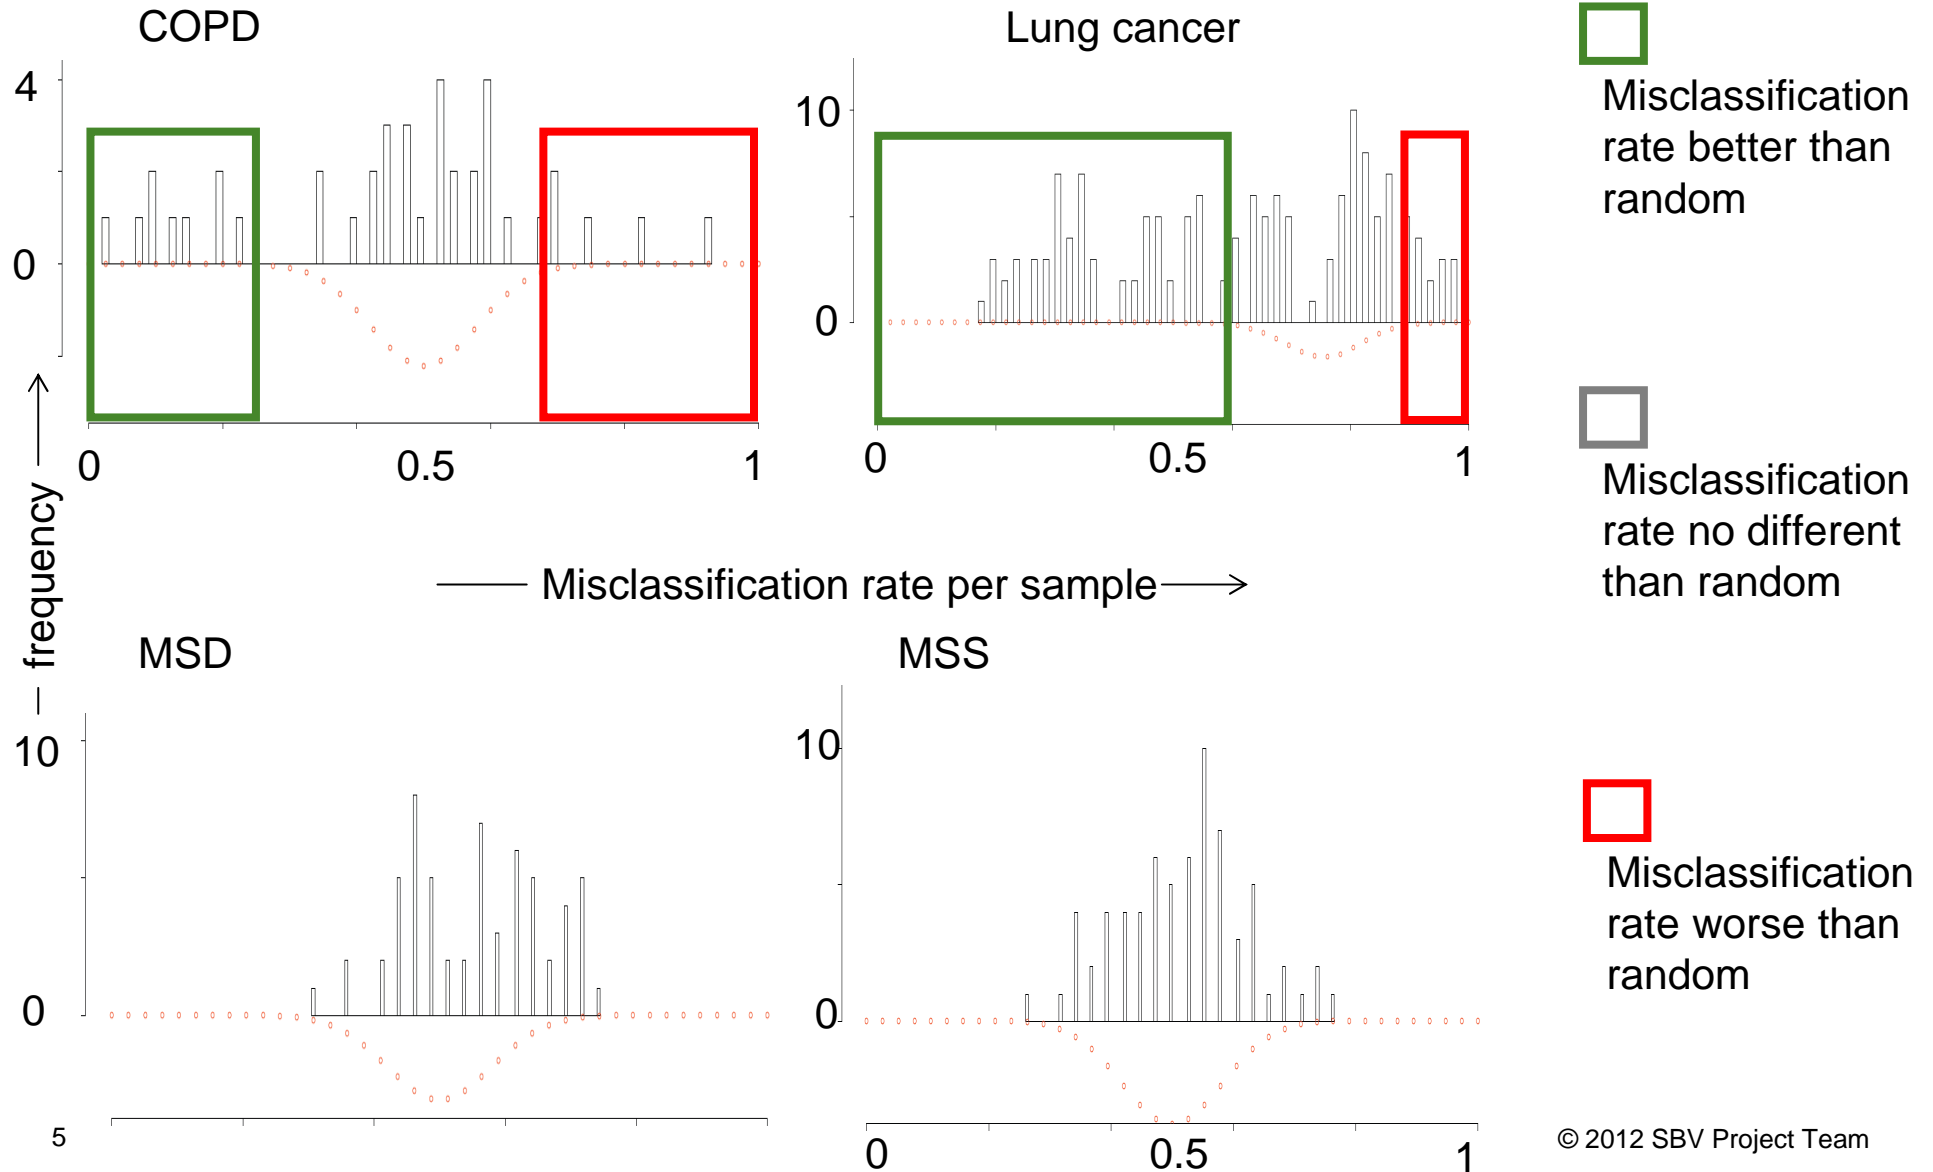 COPD
Lung cancer
4
0
0
0.5
1
10
0
0
0.5
1
Misclassification
rate better than
random
Misclassification
rate no different
than random
Misclassification
rate worse than
random
frequency
Misclassification rate per sample
MSD
MSS
10
0
10
0
0
0.5
1
5
© 2012 SBV Project Team